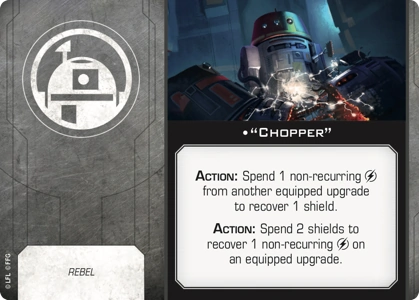 •"Chopper"
Action: Spend 1 non-recurring
from another equipped upgrade
to recover 1 shield.
Action: Spend 2 shields to
recover 1 non-recurring on
an equipped upgrade.
REBEL
© LFL © FFG